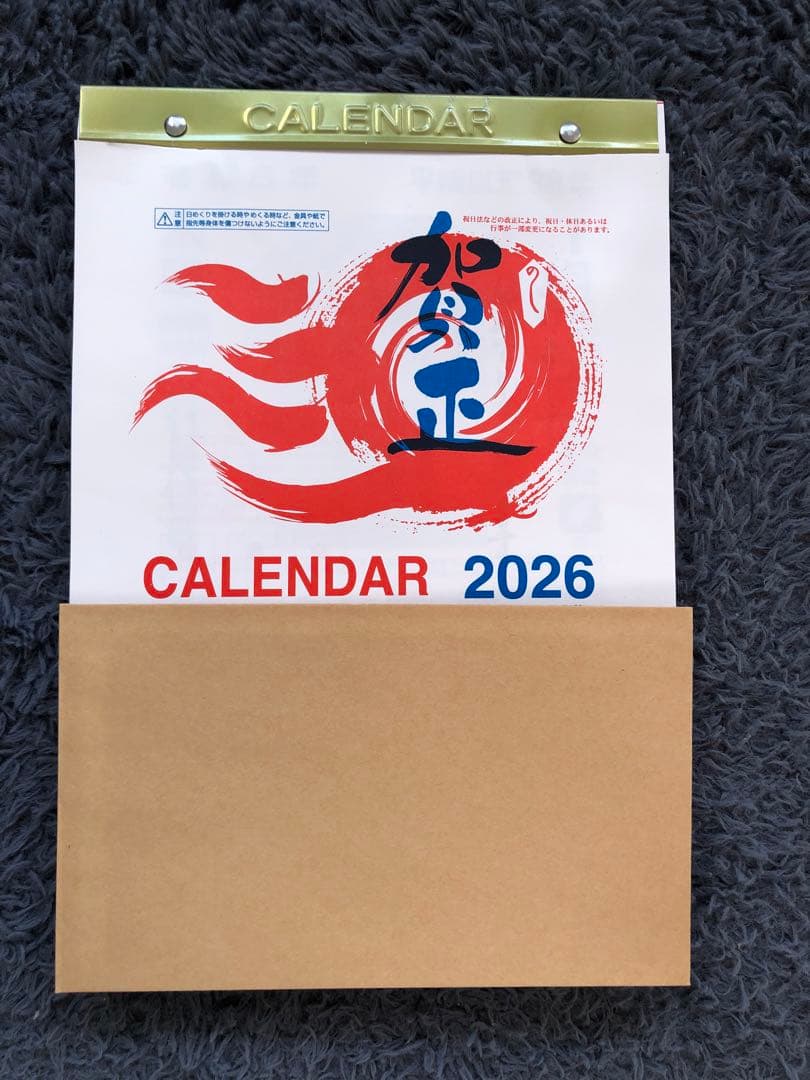 CALENDAR
注意
日めくりを掛ける時やめくる時など、金具や紙で
指先等身体を傷つけないようにご注意ください。
祝日法などの改正により、祝日・休日あるいは
行事が一部変更になることがあります。
賀正
CALENDAR 2026